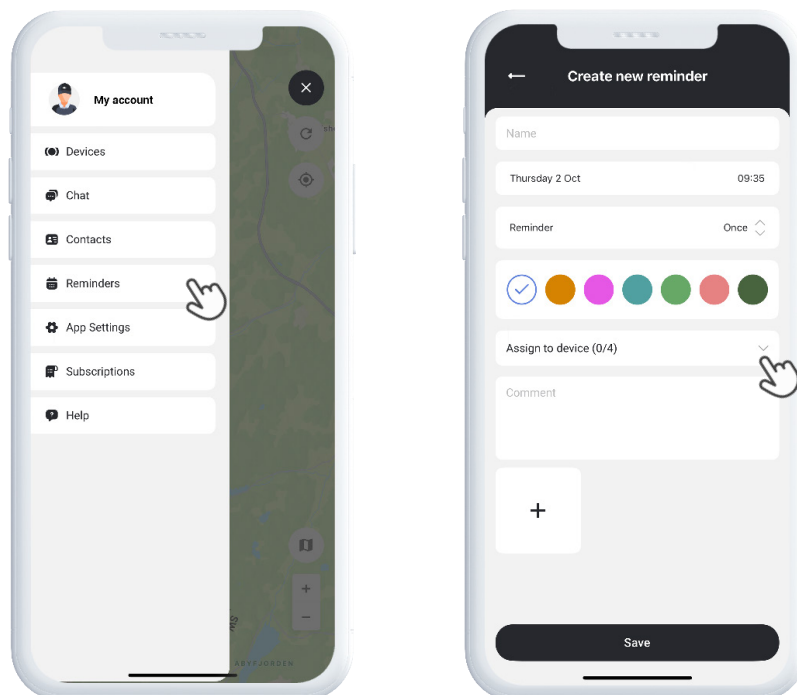 My account
Devices
Chat
Contacts
Reminders
App Settings
Subscriptions
Help
Create new reminder
Name
Thursday 2 Oct 09:35
Reminder Once
Assign to device (0/4)
Comment
+
Save
+
−